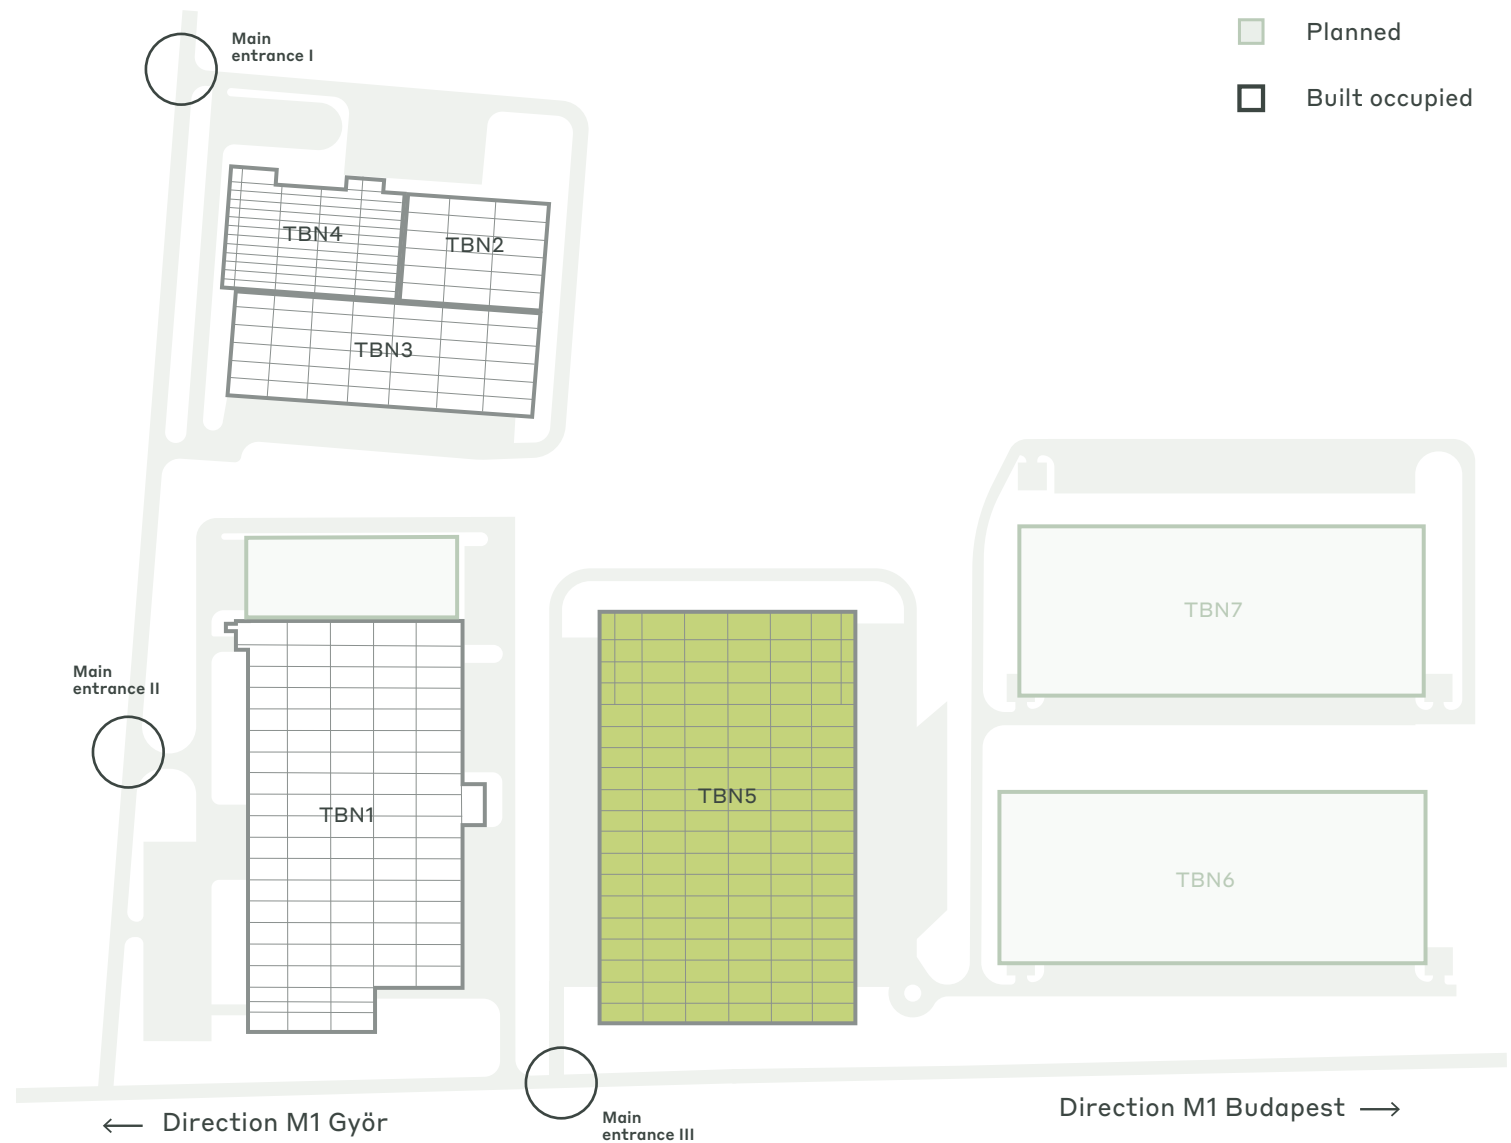 Main
entrance I
Planned
Built occupied
TBN4
TBN2
TBN3
TBN7
Main
entrance II
TBN5
TBN1
TBN6
Direction M1 Györ
Main
entrance III
Direction M1 Budapest